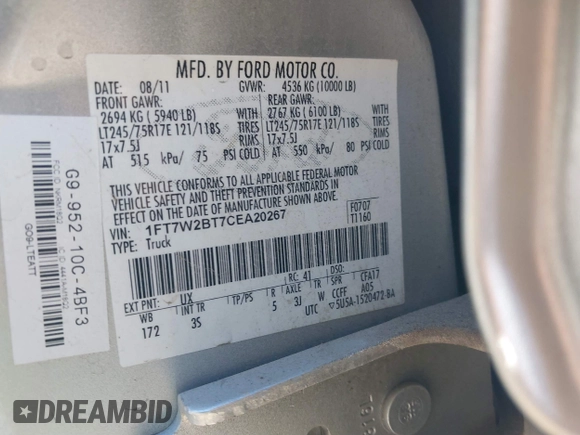 MFD. BY FORD MOTOR CO.
DATE: 08/11 GVWR: 4536 KG (10000 LB)
FRONT GAWR: REAR GAWR:
2694 KG ( 5940 LB) WITH 2767 KG ( 6100 LB) WITH
LT245/75R17E 121/118S TIRES LT245/75R17E 121/118S TIRES
17x7.5J RIMS 17x7.5J RIMS
AT 515 kPa/ 75 PSI COLD AT 550 kPa/ 80 PSI COLD
THIS VEHICLE CONFORMS TO ALL APPLICABLE FEDERAL MOTOR
VEHICLE SAFETY AND THEFT PREVENTION STANDARDS IN
EFFECT ON THE DATE OF MANUFACTURE SHOWN ABOVE.
VIN: 1FT7W2BT7CEA20267 F0707
TYPE: Truck T1160
RC: 41 CFA17
EXT PNT: UX A05
WB INT TR TP/PS R AXLE TR W CCFF
172 3S 5 3J UTC 5U5A-1520472-BA
G9-952-10C-4BF3
GO9-LTEATT
DREAMBID